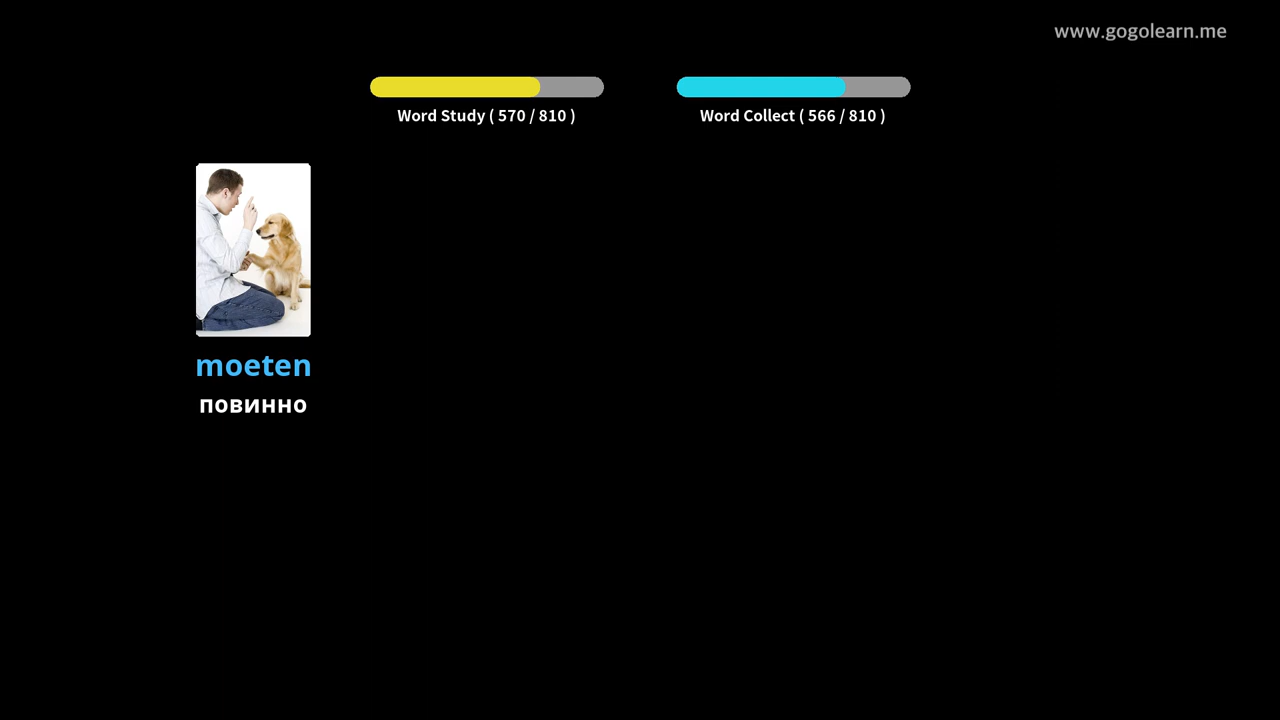 www.gogolearn.me
Word Study ( 570 / 810 )
Word Collect ( 566 / 810 )
moeten
повинно